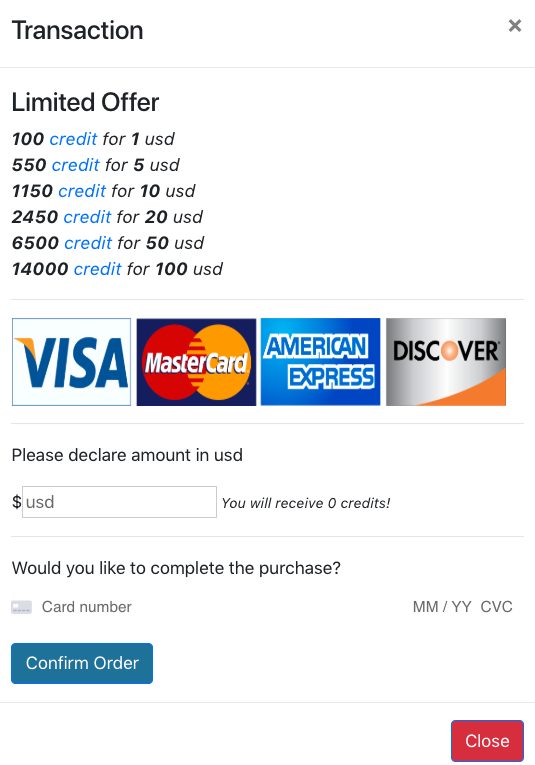 Transaction ×
Limited Offer
100 credit for 1 usd
550 credit for 5 usd
1150 credit for 10 usd
2450 credit for 20 usd
6500 credit for 50 usd
14000 credit for 100 usd
VISA MasterCard AMERICAN EXPRESS DISCOVER
Please declare amount in usd
$ usd You will receive 0 credits!
Would you like to complete the purchase?
Card number MM / YY CVC
Confirm Order
Close